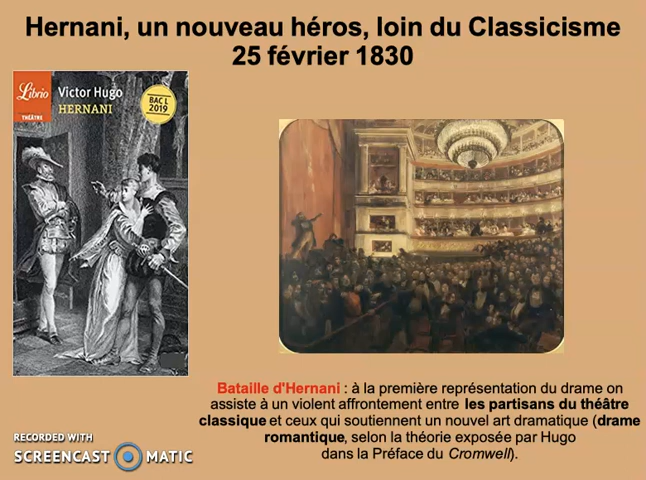 Hernani, un nouveau héros, loin du Classicisme
25 février 1830
Librio
THÉÂTRE
Victor Hugo
HERNANI
BAC L
2019
Bataille d'Hernani : à la première représentation du drame on
assiste à un violent affrontement entre les partisans du théâtre
classique et ceux qui soutiennent un nouvel art dramatique (drame
romantique, selon la théorie exposée par Hugo
dans la Préface du Cromwell).
RECORDED WITH
SCREENCAST MATIC